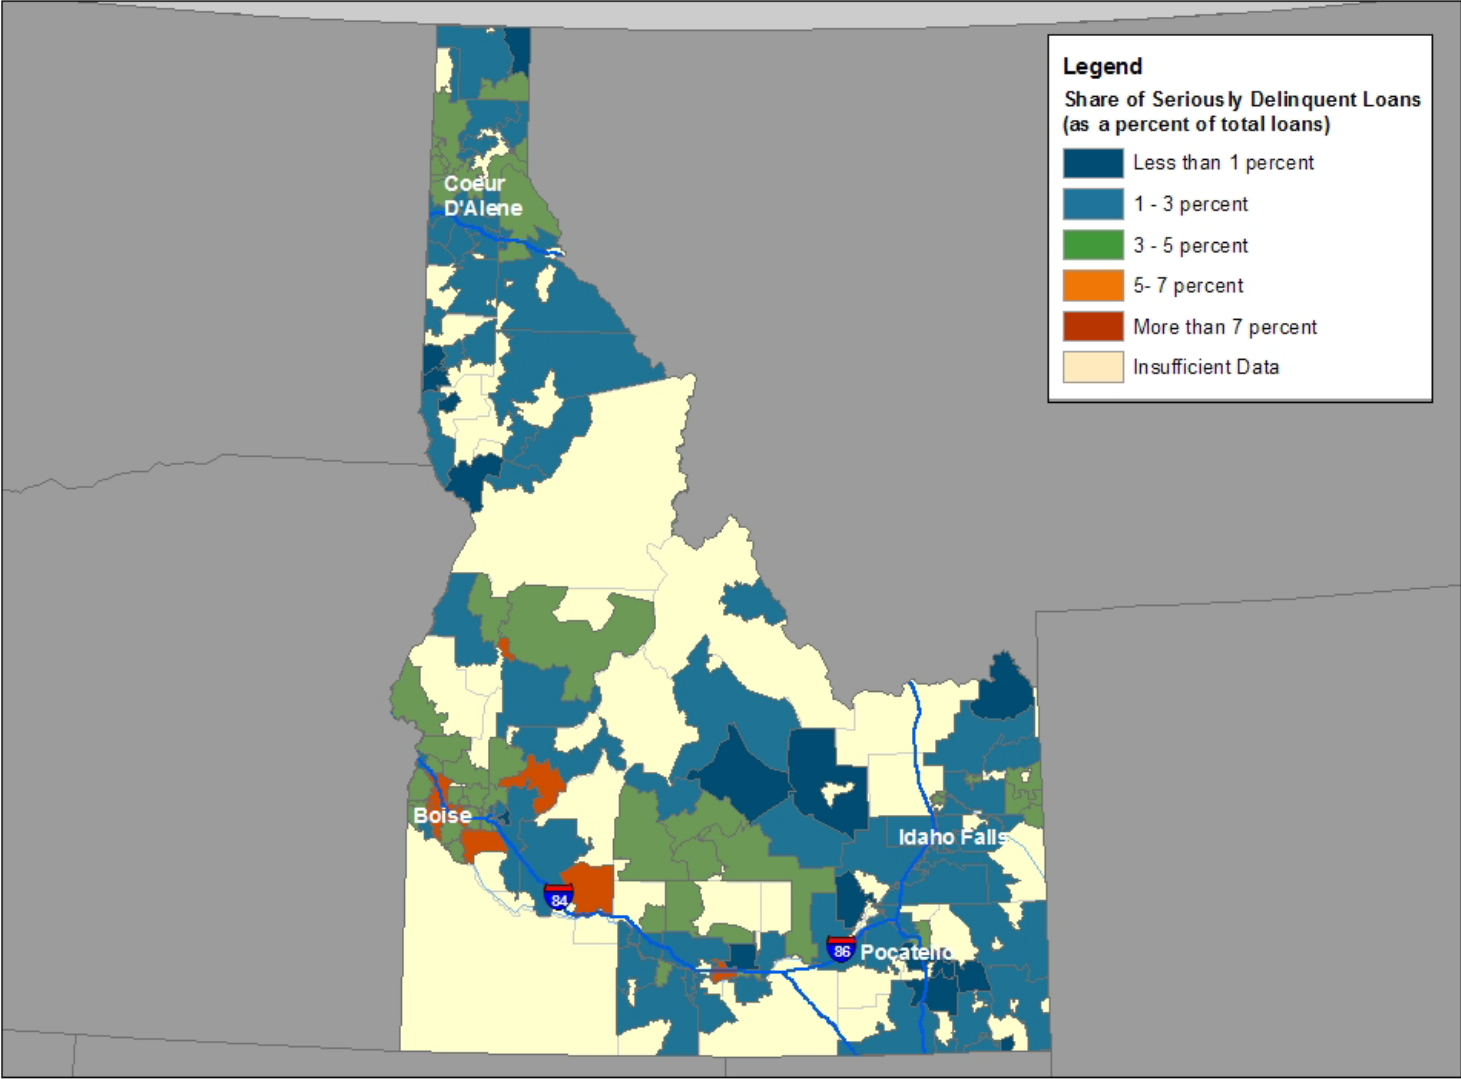 Legend
Share of Seriously Delinquent Loans
(as a percent of total loans)
Less than 1 percent
1 - 3 percent
3 - 5 percent
5- 7 percent
More than 7 percent
Insufficient Data
Coeur
D'Alene
Boise
Idaho Falls
84
86
Pocatello